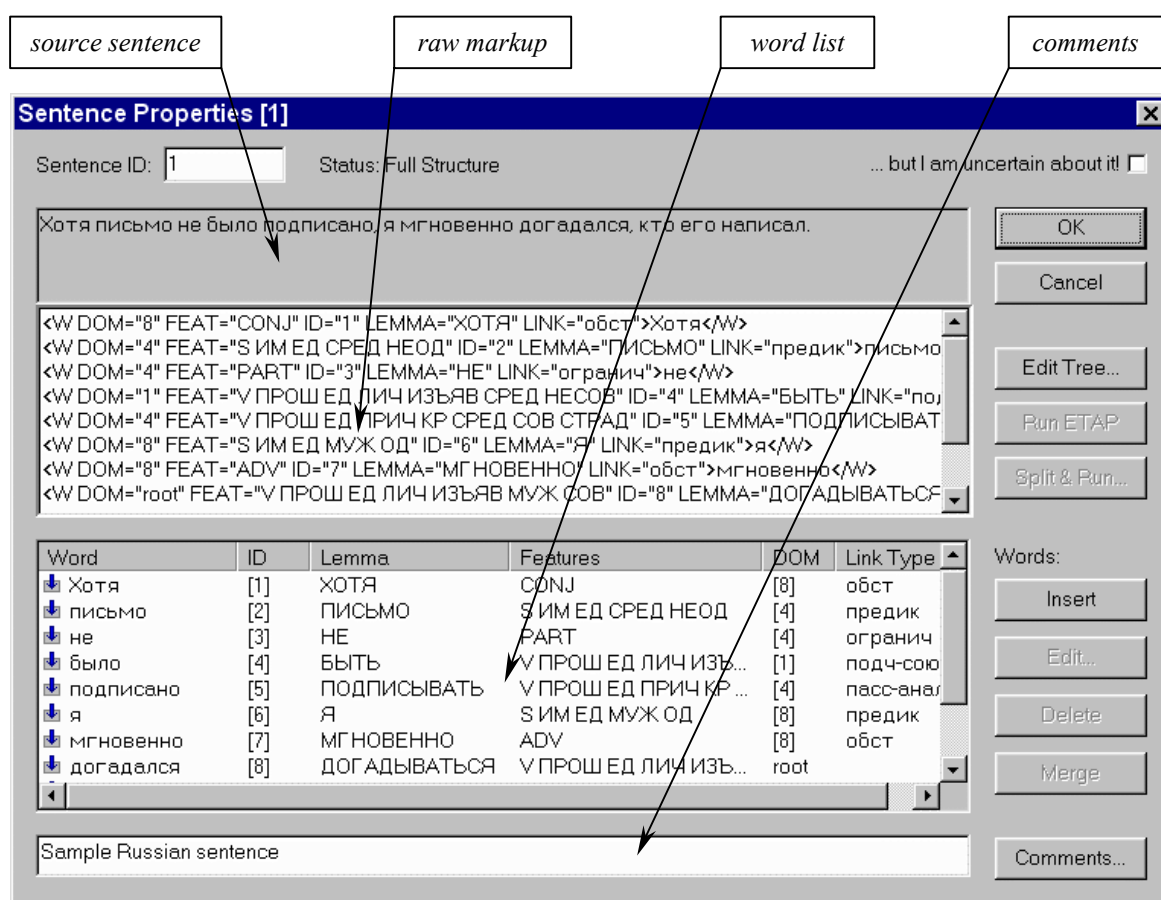 source sentence
raw markup
word list
comments
Sentence Properties [1]
Sentence ID: 1 Status: Full Structure ... but I am uncertain about it!
Хотя письмо не было подписано, я мгновенно догадался, кто его написал.
OK
Cancel
<W DOM="8" FEAT="CONJ" ID="1" LEMMA="ХОТЯ" LINK="обст">Хотя</W>
<W DOM="4" FEAT="S ИМ ЕД СРЕД НЕОД" ID="2" LEMMA="ПИСЬМО" LINK="предик">письмо
<W DOM="4" FEAT="PART" ID="3" LEMMA="НЕ" LINK="огранич">не</W>
<W DOM="1" FEAT="V ПРОШ ЕД ЛИЧ ИЗЪЯВ СРЕД НЕСОВ" ID="4" LEMMA="БЫТЬ" LINK="под
<W DOM="4" FEAT="V ПРОШ ЕД ПРИЧ КР СРЕД СОВ СТРАД" ID="5" LEMMA="ПОДПИСЫВАТ
<W DOM="8" FEAT="S ИМ ЕД МУЖ ОД" ID="6" LEMMA="Я" LINK="предик">я</W>
<W DOM="8" FEAT="ADV" ID="7" LEMMA="МГНОВЕННО" LINK="обст">мгновенно</W>
<W DOM="root" FEAT="V ПРОШ ЕД ЛИЧ ИЗЪЯВ МУЖ СОВ" ID="8" LEMMA="ДОГАДЫВАТЬСЯ
Edit Tree...
Run ETAP
Split & Run...
Word ID Lemma Features DOM Link Type
Хотя [1] ХОТЯ CONJ [8] обст
письмо [2] ПИСЬМО S ИМ ЕД СРЕД НЕОД [4] предик
не [3] НЕ PART [4] огранич
было [4] БЫТЬ V ПРОШ ЕД ЛИЧ ИЗЪ... [1] подч-сою
подписано [5] ПОДПИСЫВАТЬ V ПРОШ ЕД ПРИЧ КР ... [4] пасс-анал
я [6] Я S ИМ ЕД МУЖ ОД [8] предик
мгновенно [7] МГНОВЕННО ADV [8] обст
догадался [8] ДОГАДЫВАТЬСЯ V ПРОШ ЕД ЛИЧ ИЗЪ... root
Words:
Insert
Edit...
Delete
Merge
Sample Russian sentence
Comments...